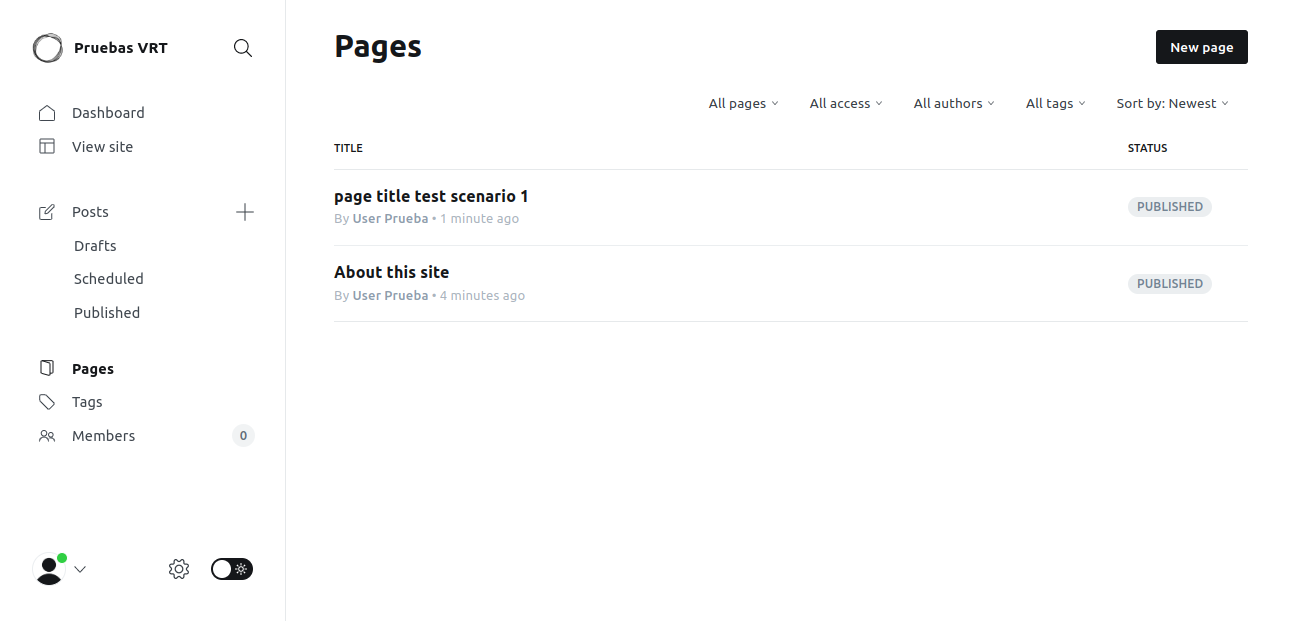 Pruebas VRT
Dashboard
View site
Posts
Drafts
Scheduled
Published
Pages
Tags
Members 0
Pages
New page
All pages All access All authors All tags Sort by: Newest
TITLE STATUS
page title test scenario 1
By User Prueba • 1 minute ago
PUBLISHED
About this site
By User Prueba • 4 minutes ago
PUBLISHED